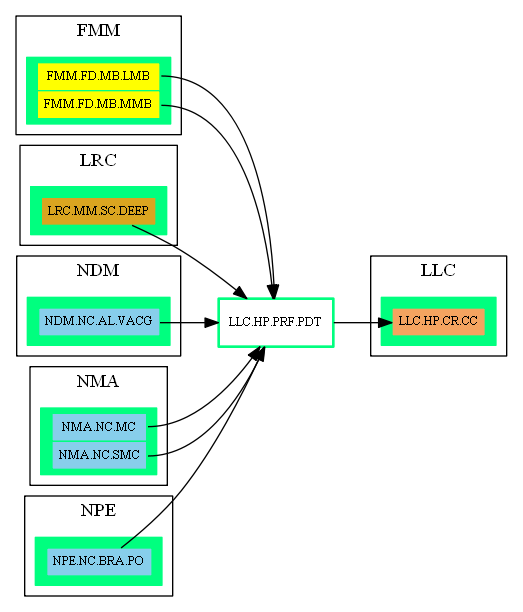 FMM
FMM.FD.MB.LMB
FMM.FD.MB.MMB
LRC
LRC.MM.SC.DEEP
NDM
NDM.NC.AL.VACG
NMA
NMA.NC.MC
NMA.NC.SMC
NPE
NPE.NC.BRA.PO
LLC.HP.PRF.PDT
LLC
LLC.HP.CR.CC